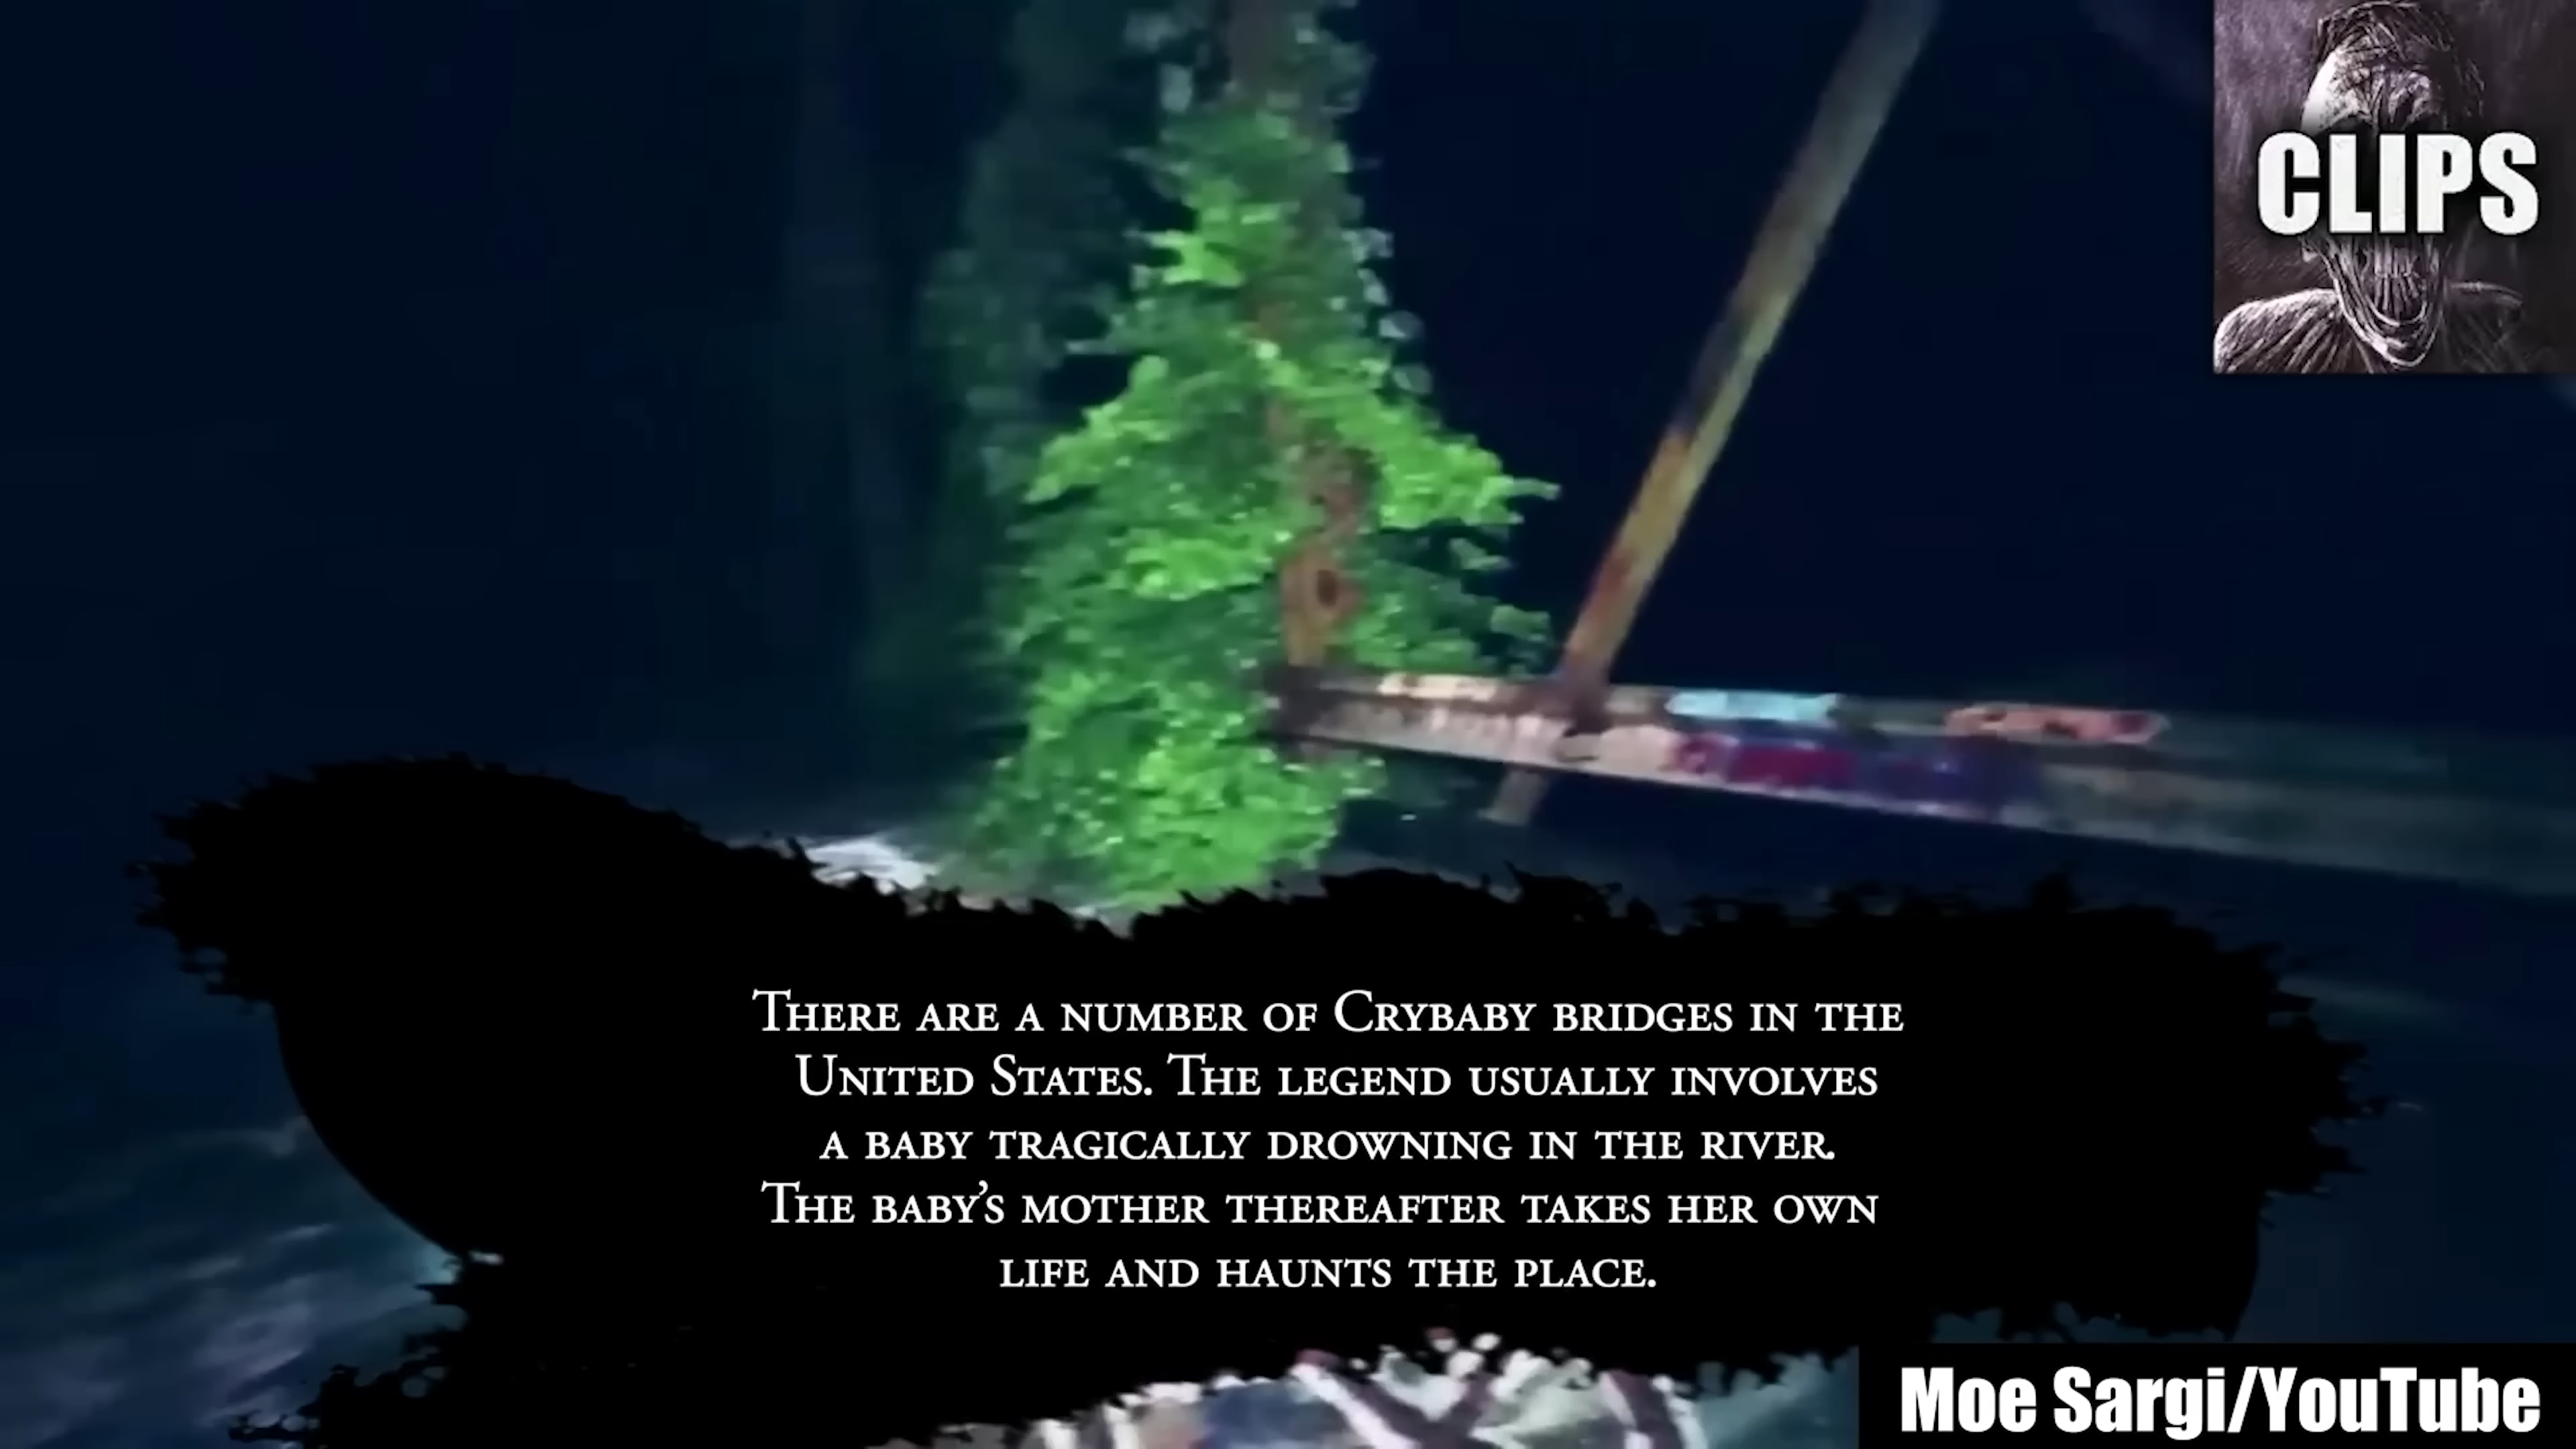 CLIPS
There are a number of Crybaby bridges in the
United States. The legend usually involves
a baby tragically drowning in the river.
The baby's mother thereafter takes her own
life and haunts the place.
Moe Sargi/YouTube